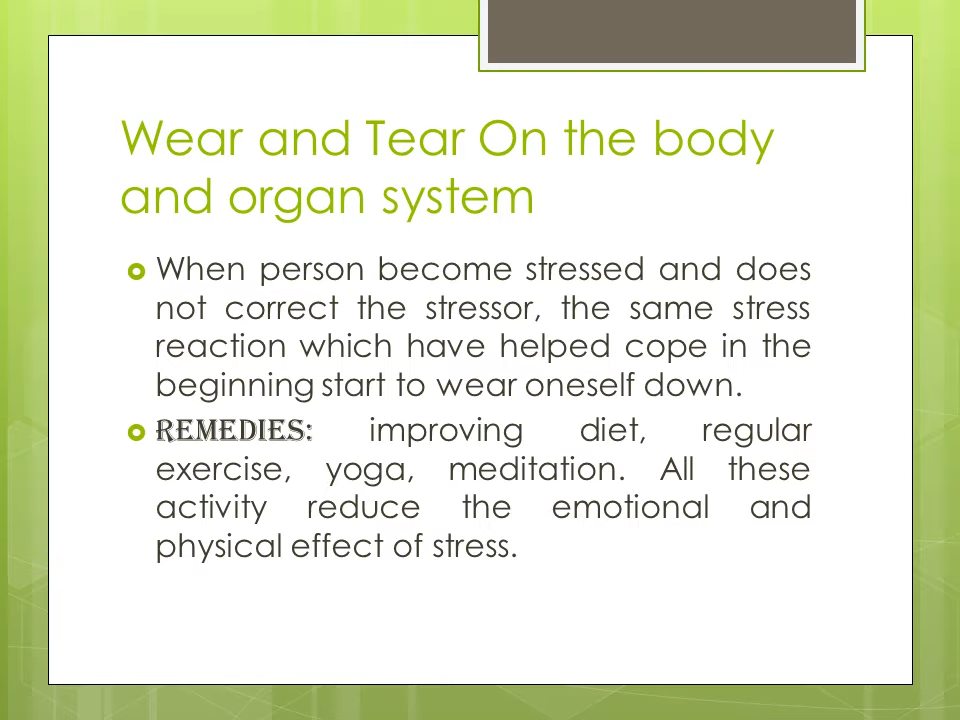 Wear and Tear On the body
and organ system
When person become stressed and does
not correct the stressor, the same stress
reaction which have helped cope in the
beginning start to wear oneself down.
REMEDIES: improving diet, regular
exercise, yoga, meditation. All these
activity reduce the emotional and
physical effect of stress.